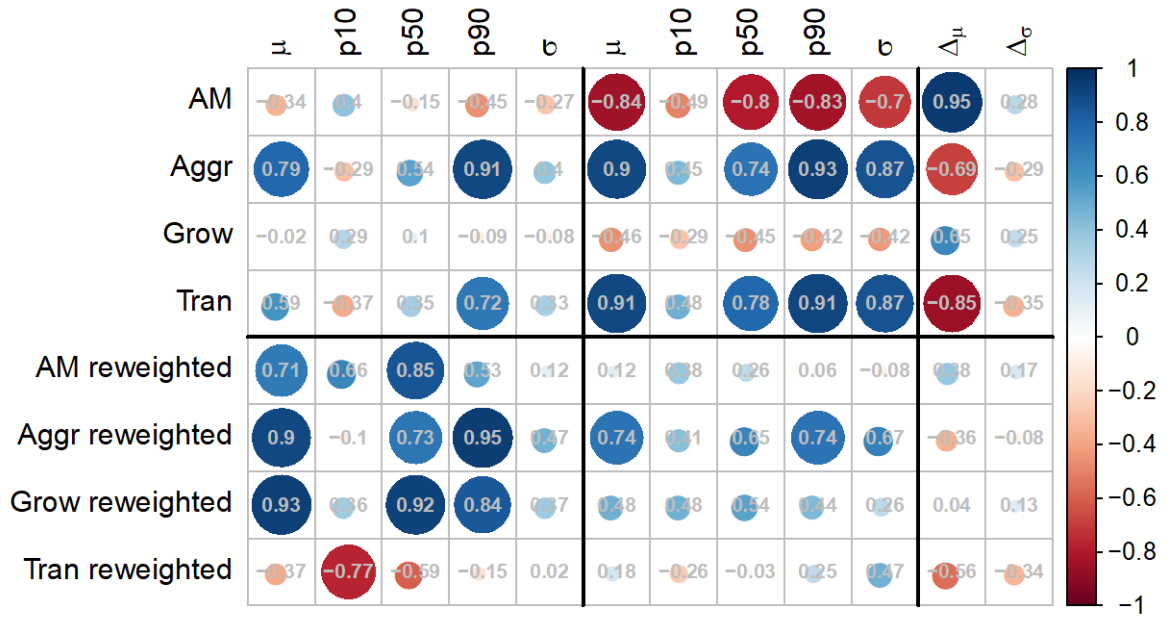 μ p10 p50 p90 σ μ p10 p50 p90 σ Δμ Δσ
AM −0.34 0.4 −0.15 −0.45 −0.27 −0.84 −0.49 −0.8 −0.83 −0.7 0.95 0.28
Aggr 0.79 −0.29 0.54 0.91 0.4 0.9 0.45 0.74 0.93 0.87 −0.69 −0.29
Grow −0.02 0.29 0.1 −0.09 −0.08 −0.46 −0.29 −0.45 −0.42 −0.42 0.65 0.25
Tran 0.59 −0.37 0.35 0.72 0.33 0.91 0.48 0.78 0.91 0.87 −0.85 −0.35
AM reweighted 0.71 0.66 0.85 0.53 0.12 0.12 0.38 0.26 0.06 −0.08 0.38 0.17
Aggr reweighted 0.9 −0.1 0.73 0.95 0.47 0.74 0.41 0.65 0.74 0.67 −0.36 −0.08
Grow reweighted 0.93 0.36 0.92 0.84 0.37 0.48 0.48 0.54 0.44 0.26 0.04 0.13
Tran reweighted −0.37 −0.77 −0.59 −0.15 0.02 0.18 −0.26 −0.03 0.25 0.47 −0.56 −0.34
1
0.8
0.6
0.4
0.2
0
−0.2
−0.4
−0.6
−0.8
−1